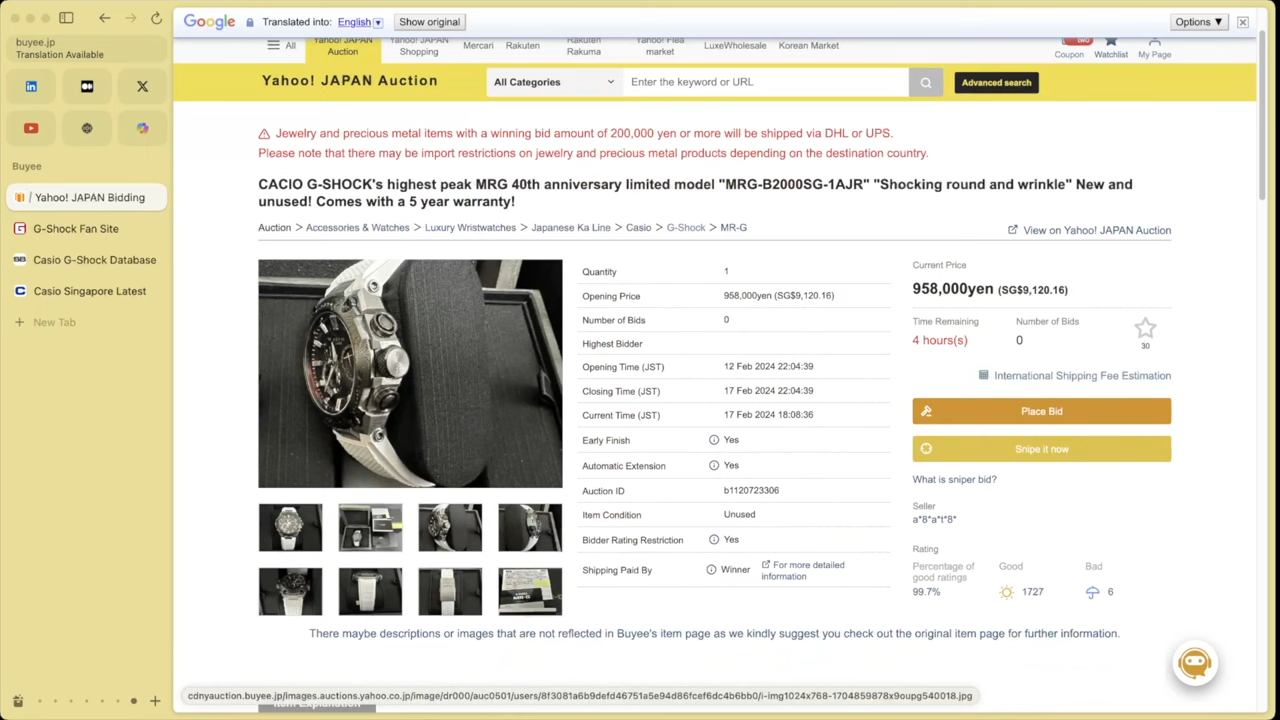 buyee.jp
Translation Available
Buyee
Yahoo! JAPAN Bidding
G-Shock Fan Site
Casio G-Shock Database
Casio Singapore Latest
New Tab
Google
Translated into: English
Show original
Options ▼
All
Yahoo! JAPAN
Auction
Yahoo! JAPAN
Shopping
Mercari
Rakuten
Rakuten
Rakuma
Yahoo! Flea
market
LuxeWholesale
Korean Market
TWO
Coupon
Watchlist
My Page
Yahoo! JAPAN Auction
All Categories
Enter the keyword or URL
Advanced search
Jewelry and precious metal items with a winning bid amount of 200,000 yen or more will be shipped via DHL or UPS.
Please note that there may be import restrictions on jewelry and precious metal products depending on the destination country.
CACIO G-SHOCK's highest peak MRG 40th anniversary limited model "MRG-B2000SG-1AJR" "Shocking round and wrinkle" New and
unused! Comes with a 5 year warranty!
Auction > Accessories & Watches > Luxury Wristwatches > Japanese Ka Line > Casio > G-Shock > MR-G
View on Yahoo! JAPAN Auction
Quantity 1
Opening Price 958,000yen (SG$9,120.16)
Number of Bids 0
Highest Bidder
Opening Time (JST) 12 Feb 2024 22:04:39
Closing Time (JST) 17 Feb 2024 22:04:39
Current Time (JST) 17 Feb 2024 18:08:36
Early Finish Yes
Automatic Extension Yes
Auction ID b1120723306
Item Condition Unused
Bidder Rating Restriction Yes
Shipping Paid By Winner For more detailed
information
Current Price
958,000yen (SG$9,120.16)
Time Remaining
4 hours(s)
Number of Bids
0
30
International Shipping Fee Estimation
Place Bid
Snipe it now
What is sniper bid?
Seller
a*8*a*t*8*
Rating
Percentage of
good ratings
99.7%
Good
1727
Bad
6
There maybe descriptions or images that are not reflected in Buyee's item page as we kindly suggest you check out the original item page for further information.
cdnyauction.buyee.jp/images.auctions.yahoo.co.jp/image/dr000/auc0501/users/8f3081a6b9defd46751a5e94d86fcef6dc4b6bb0/i-img1024x768-1704859878x9oupg540018.jpg
Item Explanation